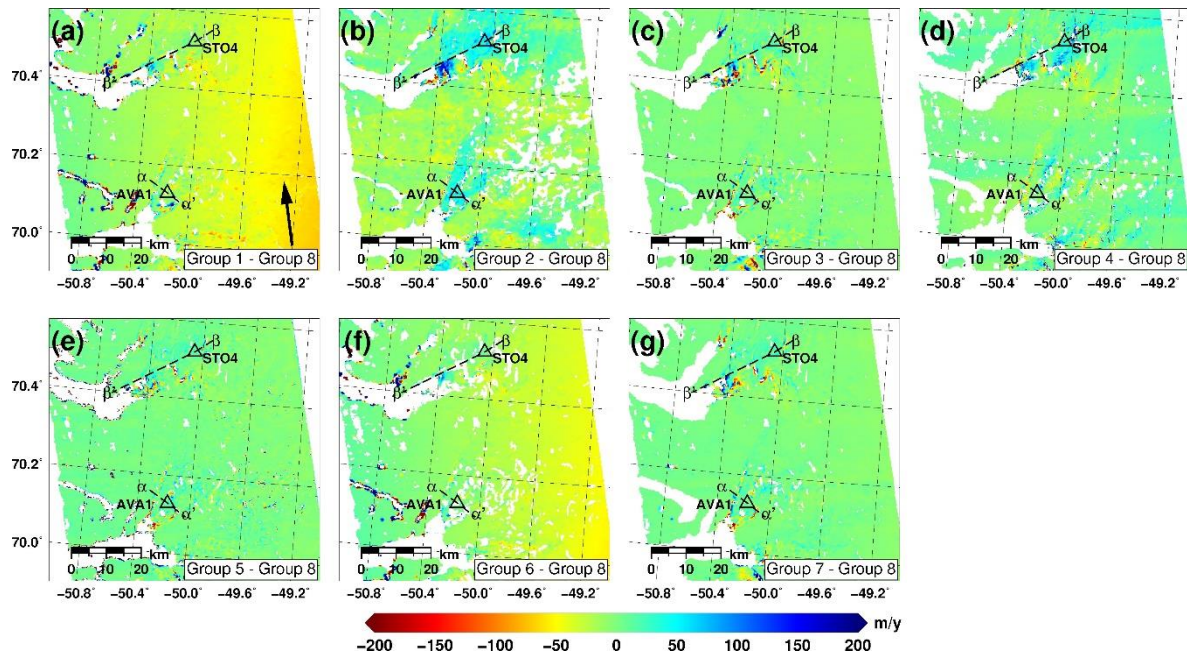 (a) β STO4
β'
α
AVA1 α'
km
0 10 20
Group 1 - Group 8
70.4°
70.2°
70.0°
−50.8° −50.4° −50.0° −49.6° −49.2°
(b) β STO4
β'
α
AVA1 α'
km
0 10 20
Group 2 - Group 8
−50.8° −50.4° −50.0° −49.6° −49.2°
(c) β STO4
β'
α
AVA1 α'
km
0 10 20
Group 3 - Group 8
−50.8° −50.4° −50.0° −49.6° −49.2°
(d) β STO4
β'
α
AVA1 α'
km
0 10 20
Group 4 - Group 8
−50.8° −50.4° −50.0° −49.6° −49.2°
(e) β STO4
β'
α
AVA1 α'
km
0 10 20
Group 5 - Group 8
70.4°
70.2°
70.0°
−50.8° −50.4° −50.0° −49.6° −49.2°
(f) β STO4
β'
α
AVA1 α'
km
0 10 20
Group 6 - Group 8
−50.8° −50.4° −50.0° −49.6° −49.2°
(g) β STO4
β'
α
AVA1 α'
km
0 10 20
Group 7 - Group 8
−50.8° −50.4° −50.0° −49.6° −49.2°
m/y
−200 −150 −100 −50 0 50 100 150 200